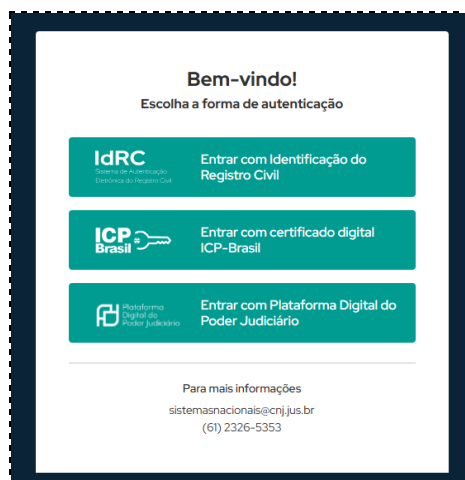 Bem-vindo!
Escolha a forma de autenticação
IdRC
Sistema de Autenticação
Eletrônica do Registro Civil
Entrar com Identificação do
Registro Civil
ICP
Brasil
Entrar com certificado digital
ICP-Brasil
Plataforma
Digital do
Poder Judiciário
Entrar com Plataforma Digital do
Poder Judiciário
Para mais informações
sistemasnacionais@cnj.jus.br
(61) 2326-5353